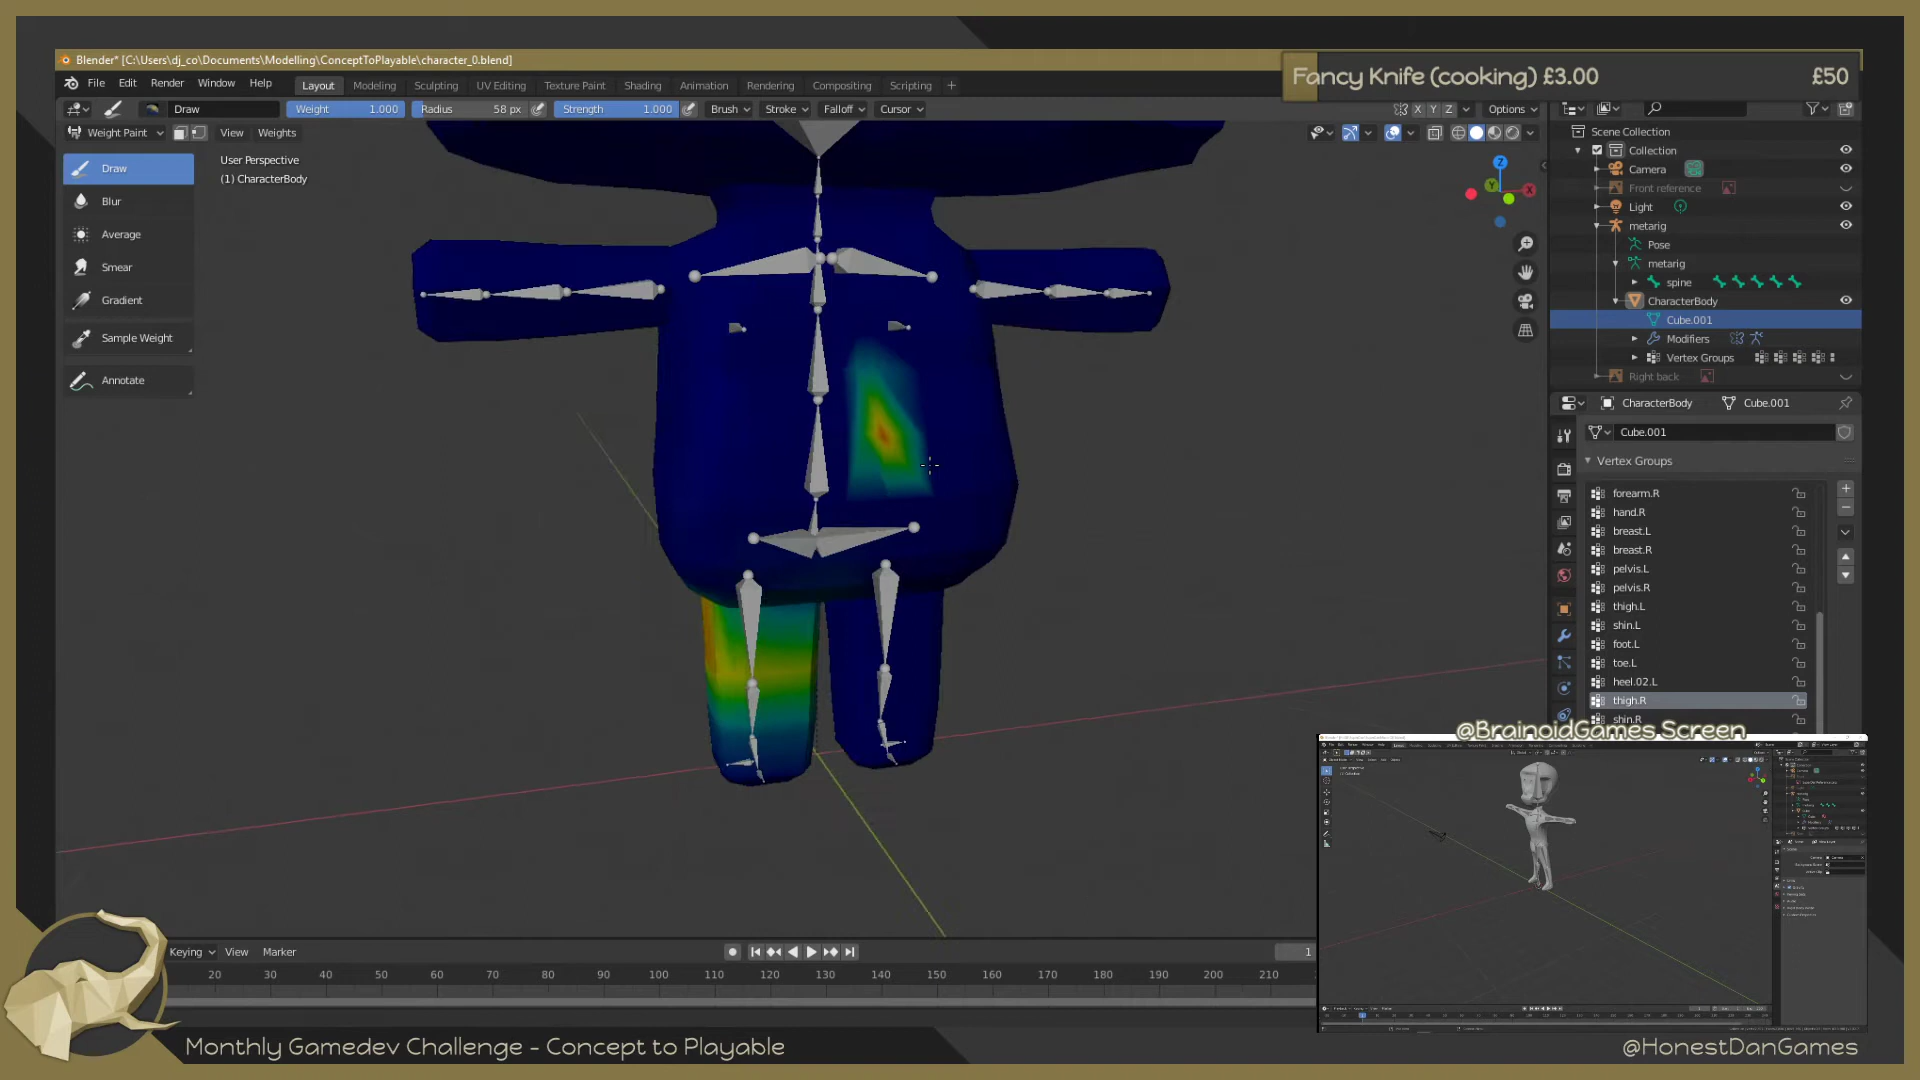 Blender* [C:\Users\dj_co\Documents\Modelling\ConceptToPlayable\character_0.blend]
Fancy Knife (cooking) £3.00 £50
File Edit Render Window Help Layout Modeling Sculpting UV Editing Texture Paint Shading Animation Rendering Compositing Scripting +
Draw Weight 1.000 Radius 58 px Strength 1.000 Brush Stroke Falloff Cursor X Y Z Options
Weight Paint View Weights
Draw
Blur
Average
Smear
Gradient
Sample Weight
Annotate
User Perspective
(1) CharacterBody
Z
Y
X
Scene Collection
Collection
Camera
Front reference
Light
metarig
Pose
metarig
spine
CharacterBody
Cube.001
Modifiers
Vertex Groups
Right back
CharacterBody Cube.001
Cube.001
Vertex Groups
forearm.R
hand.R
breast.L
breast.R
pelvis.L
pelvis.R
thigh.L
shin.L
foot.L
toe.L
heel.02.L
thigh.R
shin.R
@BrainoidGames Screen
Keying View Marker 1
20 30 40 50 60 70 80 90 100 110 120 130 140 150 160 170 180 190 200 210
Monthly Gamedev Challenge - Concept to Playable
@HonestDanGames